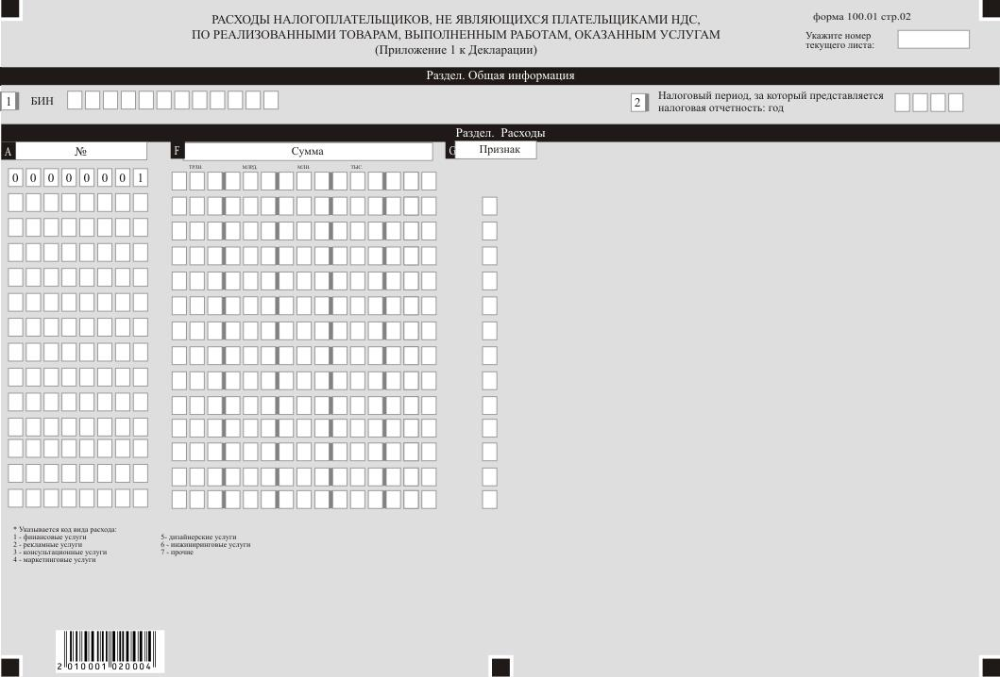 РАСХОДЫ НАЛОГОПЛАТЕЛЬЩИКОВ, НЕ ЯВЛЯЮЩИХСЯ ПЛАТЕЛЬЩИКАМИ НДС,
ПО РЕАЛИЗОВАННЫМИ ТОВАРАМ, ВЫПОЛНЕННЫМ РАБОТАМ, ОКАЗАННЫМ УСЛУГАМ
(Приложение 1 к Декларации)
форма 100.01 стр.02
Укажите номер
текущего листа:
Раздел. Общая информация
1 БИН
2 Налоговый период, за который представляется
налоговая отчетность: год
Раздел. Расходы
A № F Сумма G Признак
ТРЛН. МЛРД. МЛН. ТЫС.
0 0 0 0 0 0 0 1
* Указывается код вида расхода:
1 - финансовые услуги
2 - рекламные услуги
3 - консультационные услуги
4 - маркетинговые услуги
5- дизайнерские услуги
6 - инжиниринговые услуги
7 - прочие
2 010001 020004